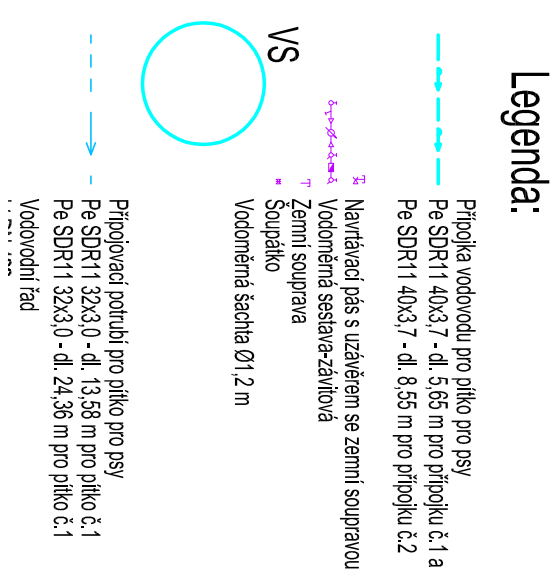 Legenda:
Přípojka vodovodu pro pítko pro psy
Pe SDR11 40x3,7 - dl. 5,65 m pro přípojku č.1 a
Pe SDR11 40x3,7 - dl. 8,55 m pro přípojku č.2
Navrtávací pás s uzávěrem se zemní soupravou
Vodoměrná sestava-závitová
Zemní souprava
Šoupátko
VS
Vodoměrná šachta Ø1,2 m
Přípojovací potrubí pro pítko pro psy
Pe SDR11 32x3,0 - dl. 13,58 m pro pítko č.1
Pe SDR11 32x3,0 - dl. 24,36 m pro pítko č.1
Vodovodní řad